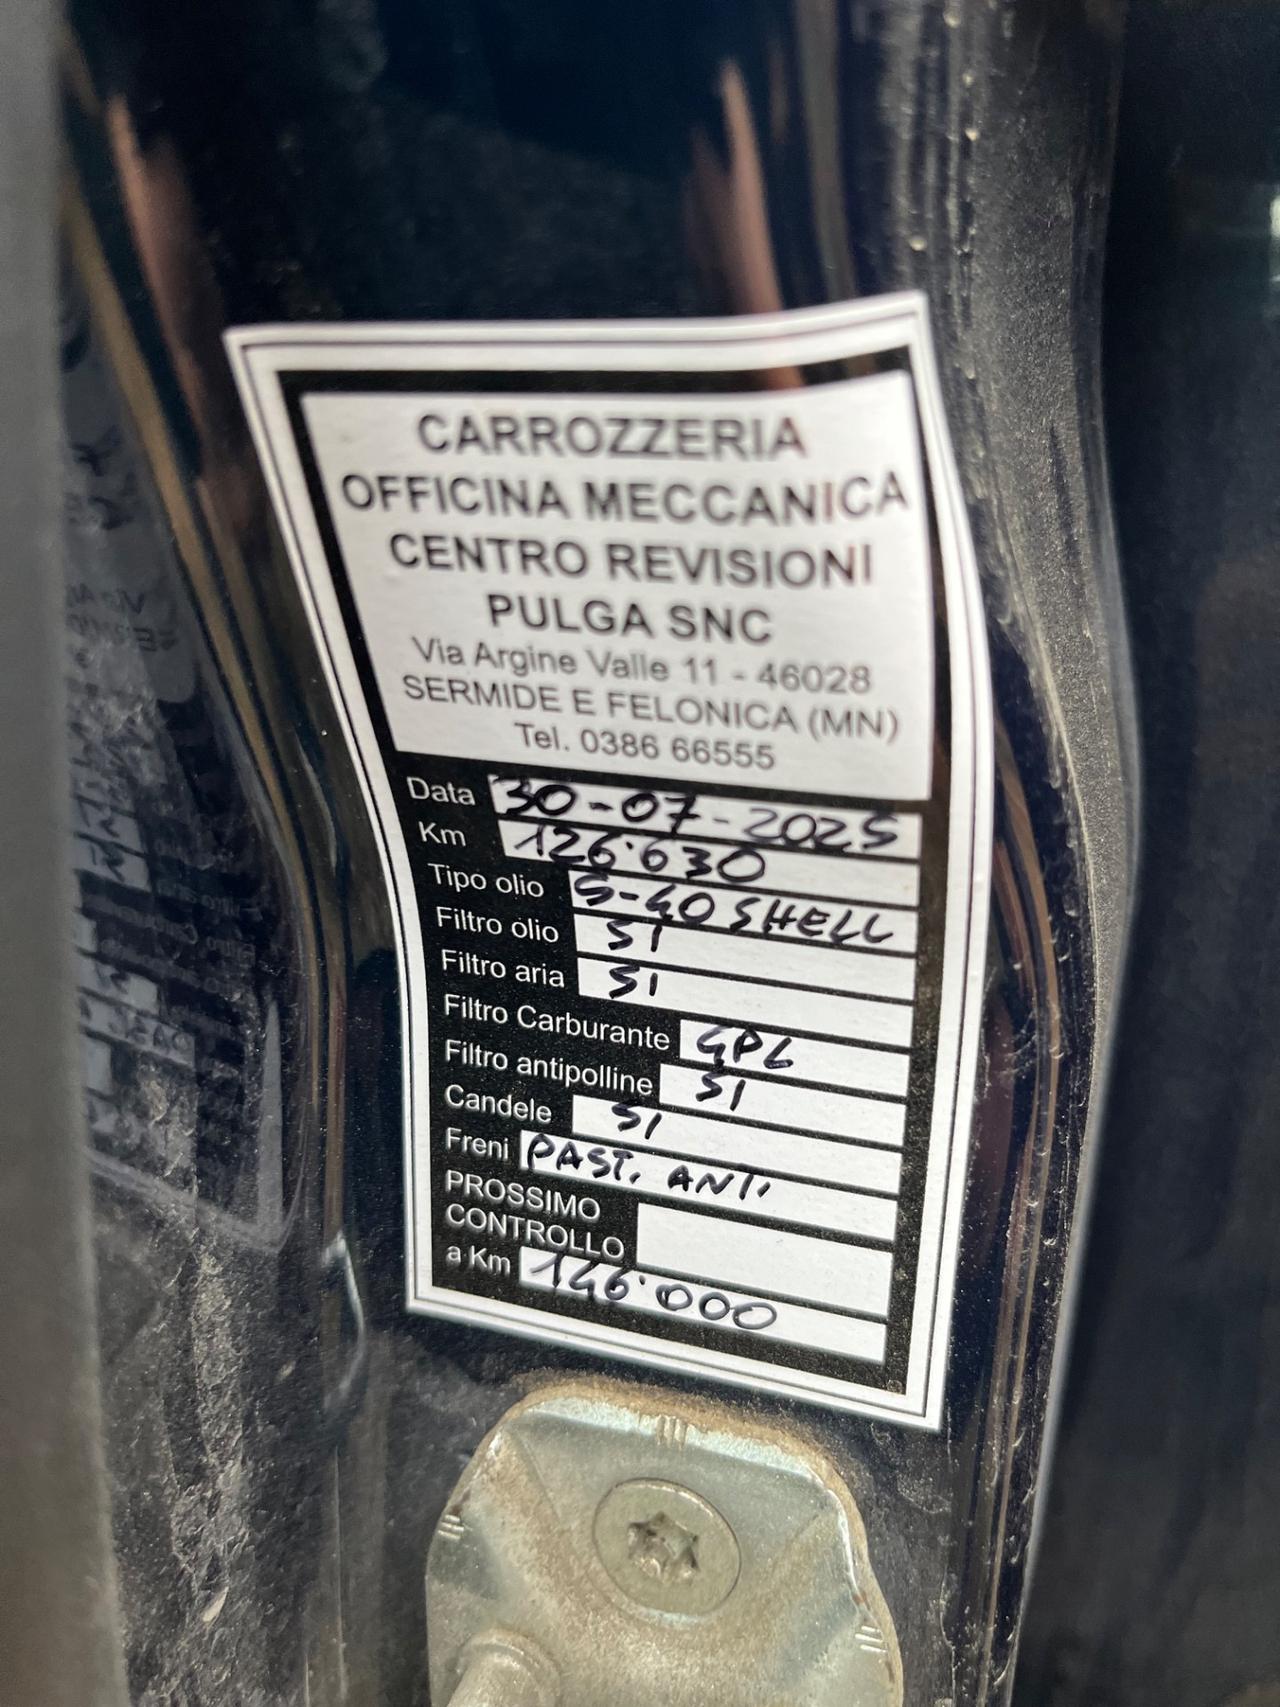 CARROZZERIA
OFFICINA MECCANICA
CENTRO REVISIONI
PULGA SNC
Via Argine Valle 11 - 46028
SERMIDE E FELONICA (MN)
Tel. 0386 66555
Data 30-07-2025
Km 126.630
Tipo olio 5-40 SHELL
Filtro olio SI
Filtro aria SI
Filtro Carburante GPL
Filtro antipolline SI
Candele SI
Freni PAST. ANT.
PROSSIMO
CONTROLLO
a Km 146.000